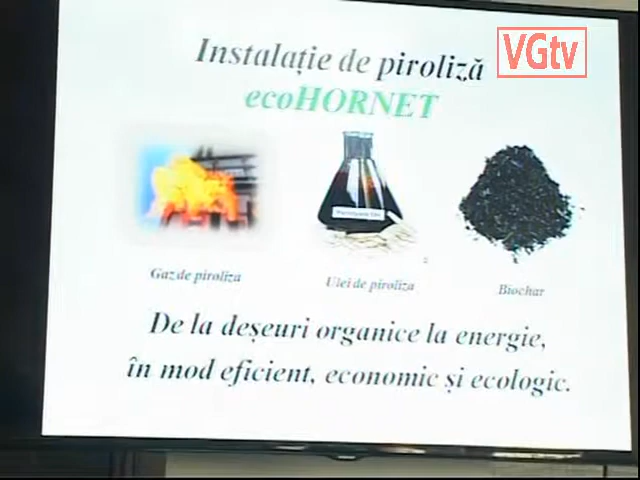 VGtv
Instalație de piroliză
ecoHORNET
Gaz de piroliza
Ulei de piroliza
Biochar
De la deșeuri organice la energie,
în mod eficient, economic și ecologic.